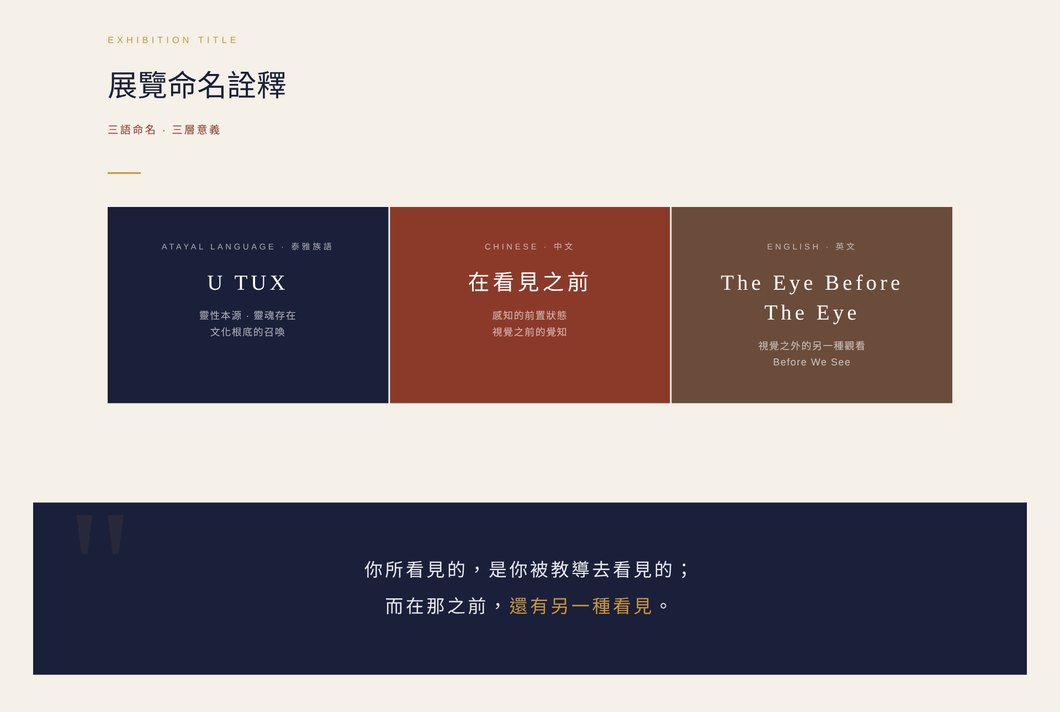 EXHIBITION TITLE
展覽命名詮釋
三語命名 · 三層意義
ATAYAL LANGUAGE · 泰雅族語
U TUX
靈性本源 · 靈魂存在
文化根底的召喚
CHINESE · 中文
在看見之前
感知的前置狀態
視覺之前的覺知
ENGLISH · 英文
The Eye Before
The Eye
視覺之外的另一種觀看
Before We See
"
你所看見的，是你被教導去看見的；
而在那之前，還有另一種看見。